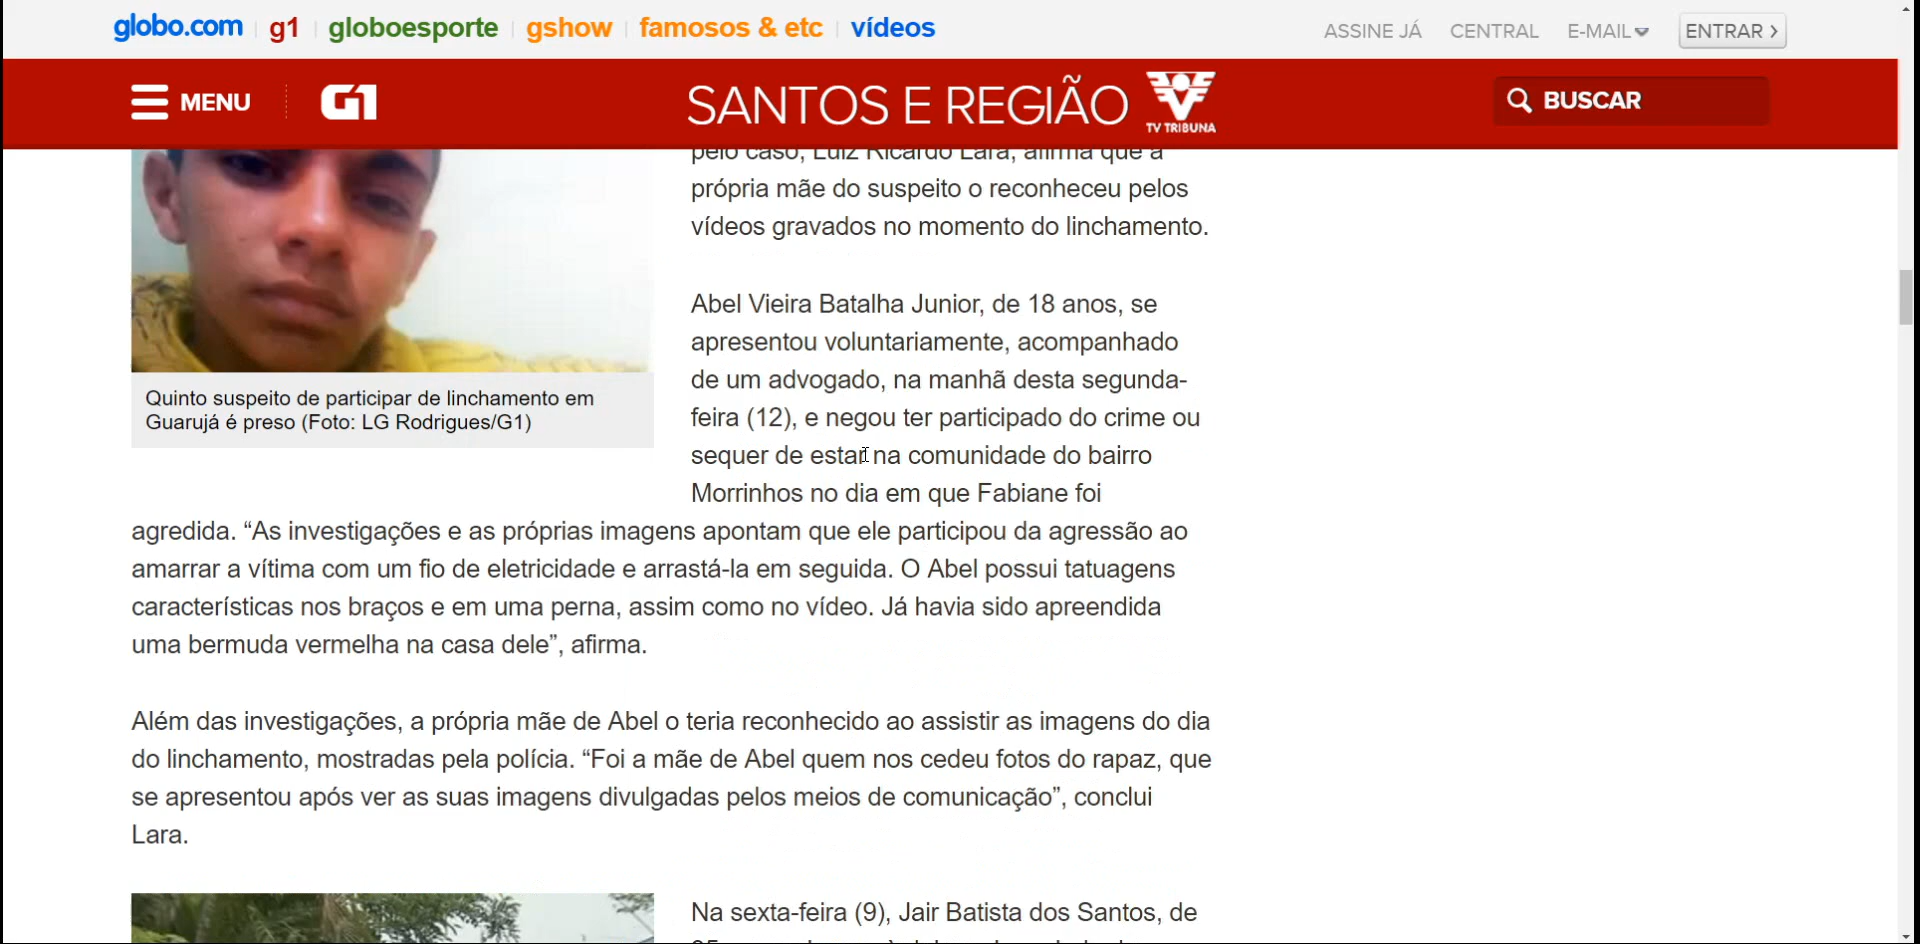 globo.com g1 globoesporte gshow famosos & etc vídeos ASSINE JÁ CENTRAL E-MAIL ENTRAR >
MENU G1 SANTOS E REGIÃO TV TRIBUNA BUSCAR
pelo caso, Luiz Ricardo Lara, afirma que a
própria mãe do suspeito o reconheceu pelos
vídeos gravados no momento do linchamento.
Quinto suspeito de participar de linchamento em
Guarujá é preso (Foto: LG Rodrigues/G1)
Abel Vieira Batalha Junior, de 18 anos, se
apresentou voluntariamente, acompanhado
de um advogado, na manhã desta segunda-
feira (12), e negou ter participado do crime ou
sequer de estar na comunidade do bairro
Morrinhos no dia em que Fabiane foi
agredida. “As investigações e as próprias imagens apontam que ele participou da agressão ao
amarrar a vítima com um fio de eletricidade e arrastá-la em seguida. O Abel possui tatuagens
características nos braços e em uma perna, assim como no vídeo. Já havia sido apreendida
uma bermuda vermelha na casa dele”, afirma.
Além das investigações, a própria mãe de Abel o teria reconhecido ao assistir as imagens do dia
do linchamento, mostradas pela polícia. “Foi a mãe de Abel quem nos cedeu fotos do rapaz, que
se apresentou após ver as suas imagens divulgadas pelos meios de comunicação”, conclui
Lara.
Na sexta-feira (9), Jair Batista dos Santos, de